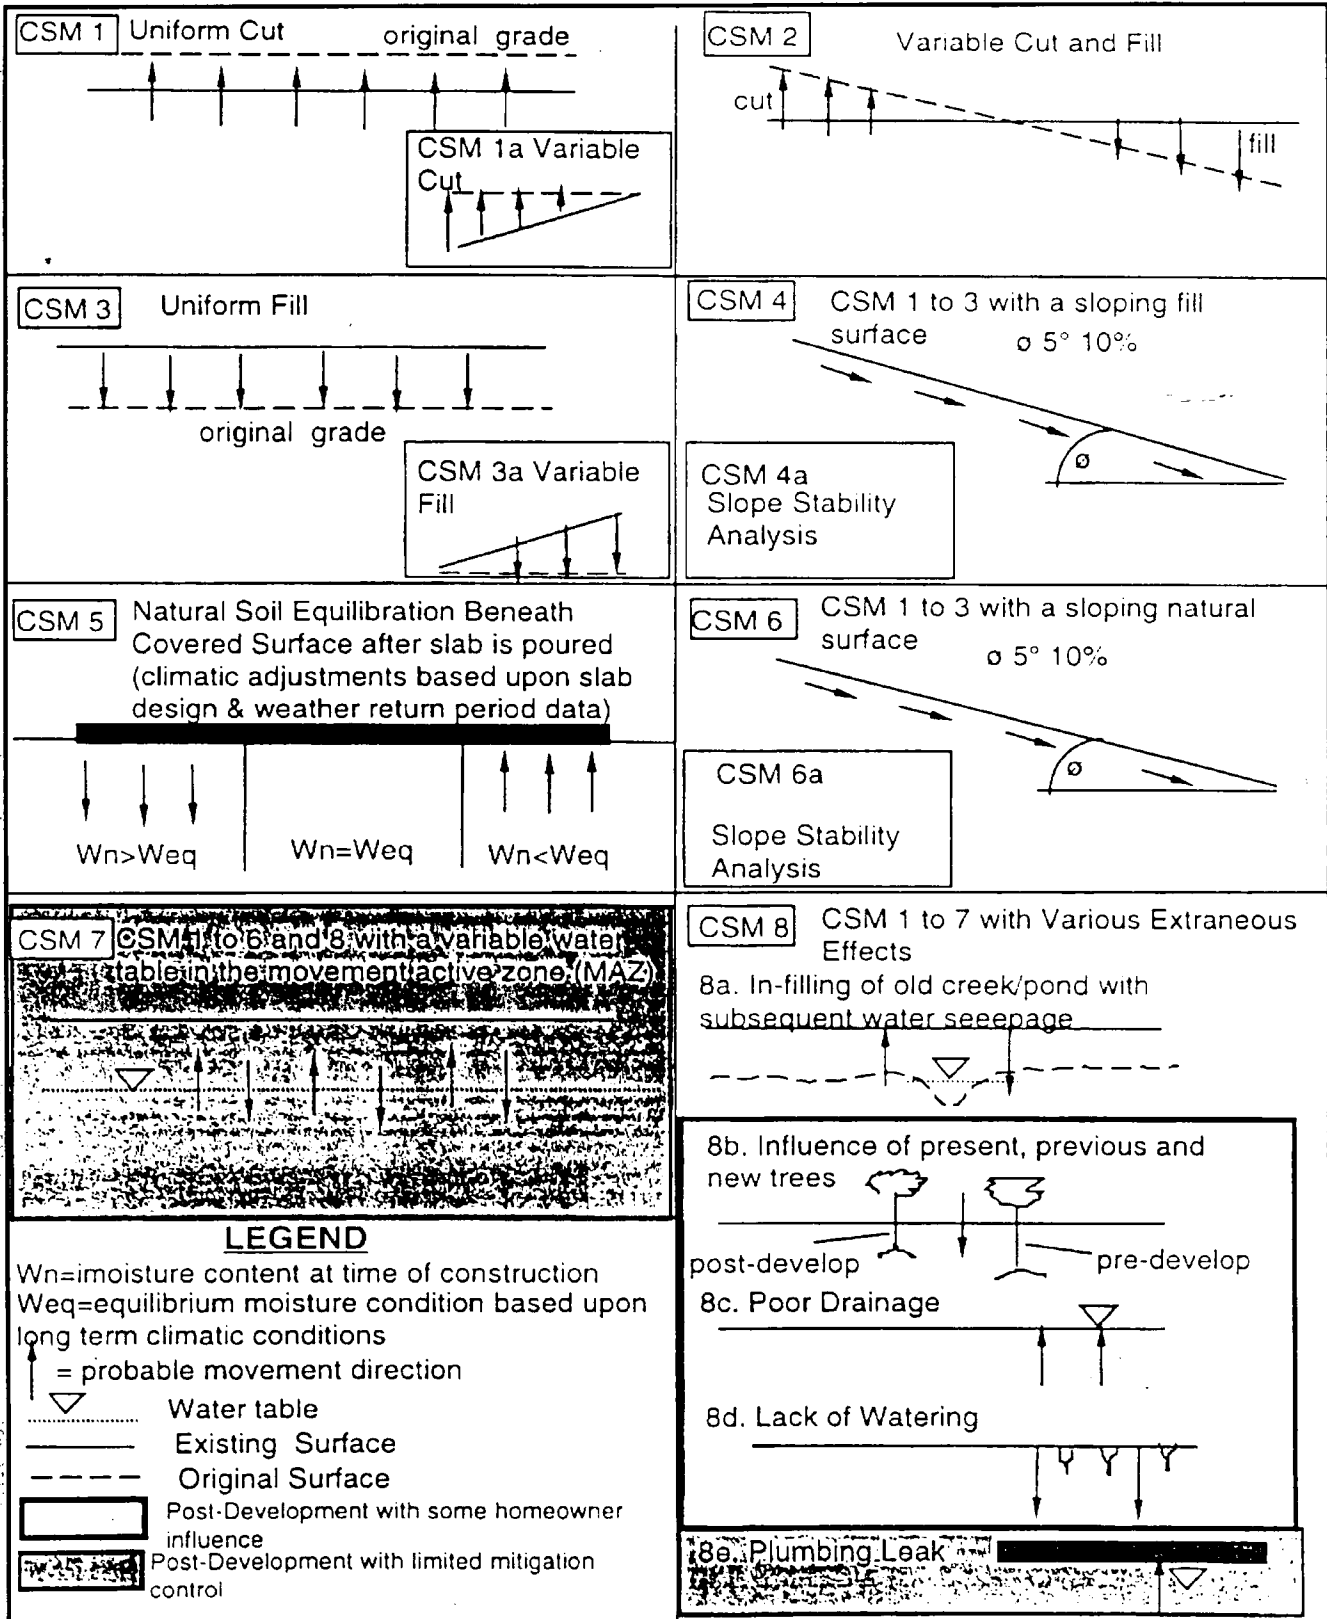 CSM 1 Uniform Cut original grade
CSM 1a Variable
Cut
CSM 2 Variable Cut and Fill
cut
fill
CSM 3 Uniform Fill
original grade
CSM 3a Variable
Fill
CSM 4 CSM 1 to 3 with a sloping fill
surface ø 5° 10%
ø
CSM 4a
Slope Stability
Analysis
CSM 5 Natural Soil Equilibration Beneath
Covered Surface after slab is poured
(climatic adjustments based upon slab
design & weather return period data)
Wn>Weq Wn=Weq Wn<Weq
CSM 6 CSM 1 to 3 with a sloping natural
surface ø 5° 10%
ø
CSM 6a
Slope Stability
Analysis
CSM 7 CSM 1 to 6 and 8 with a variable water
table in the movement active zone (MAZ)
CSM 8 CSM 1 to 7 with Various Extraneous
Effects
8a. In-filling of old creek/pond with
subsequent water seeepage
8b. Influence of present, previous and
new trees
post-develop pre-develop
8c. Poor Drainage
8d. Lack of Watering
8e. Plumbing Leak
LEGEND
Wn=imoisture content at time of construction
Weq=equilibrium moisture condition based upon
long term climatic conditions
= probable movement direction
Water table
Existing Surface
Original Surface
Post-Development with some homeowner
influence
Post-Development with limited mitigation
control